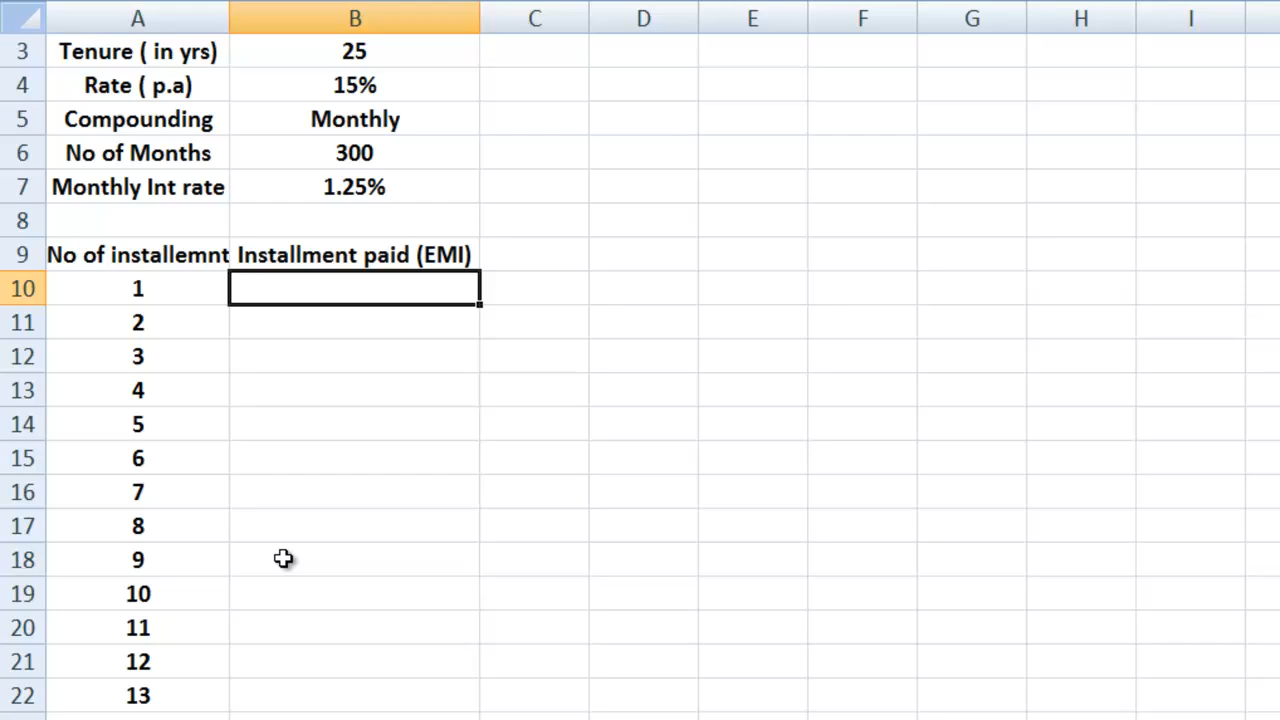 A B C D E F G H I
3 Tenure ( in yrs) 25
4 Rate ( p.a) 15%
5 Compounding Monthly
6 No of Months 300
7 Monthly Int rate 1.25%
8
9 No of installemnt Installment paid (EMI)
10 1
11 2
12 3
13 4
14 5
15 6
16 7
17 8
18 9
19 10
20 11
21 12
22 13